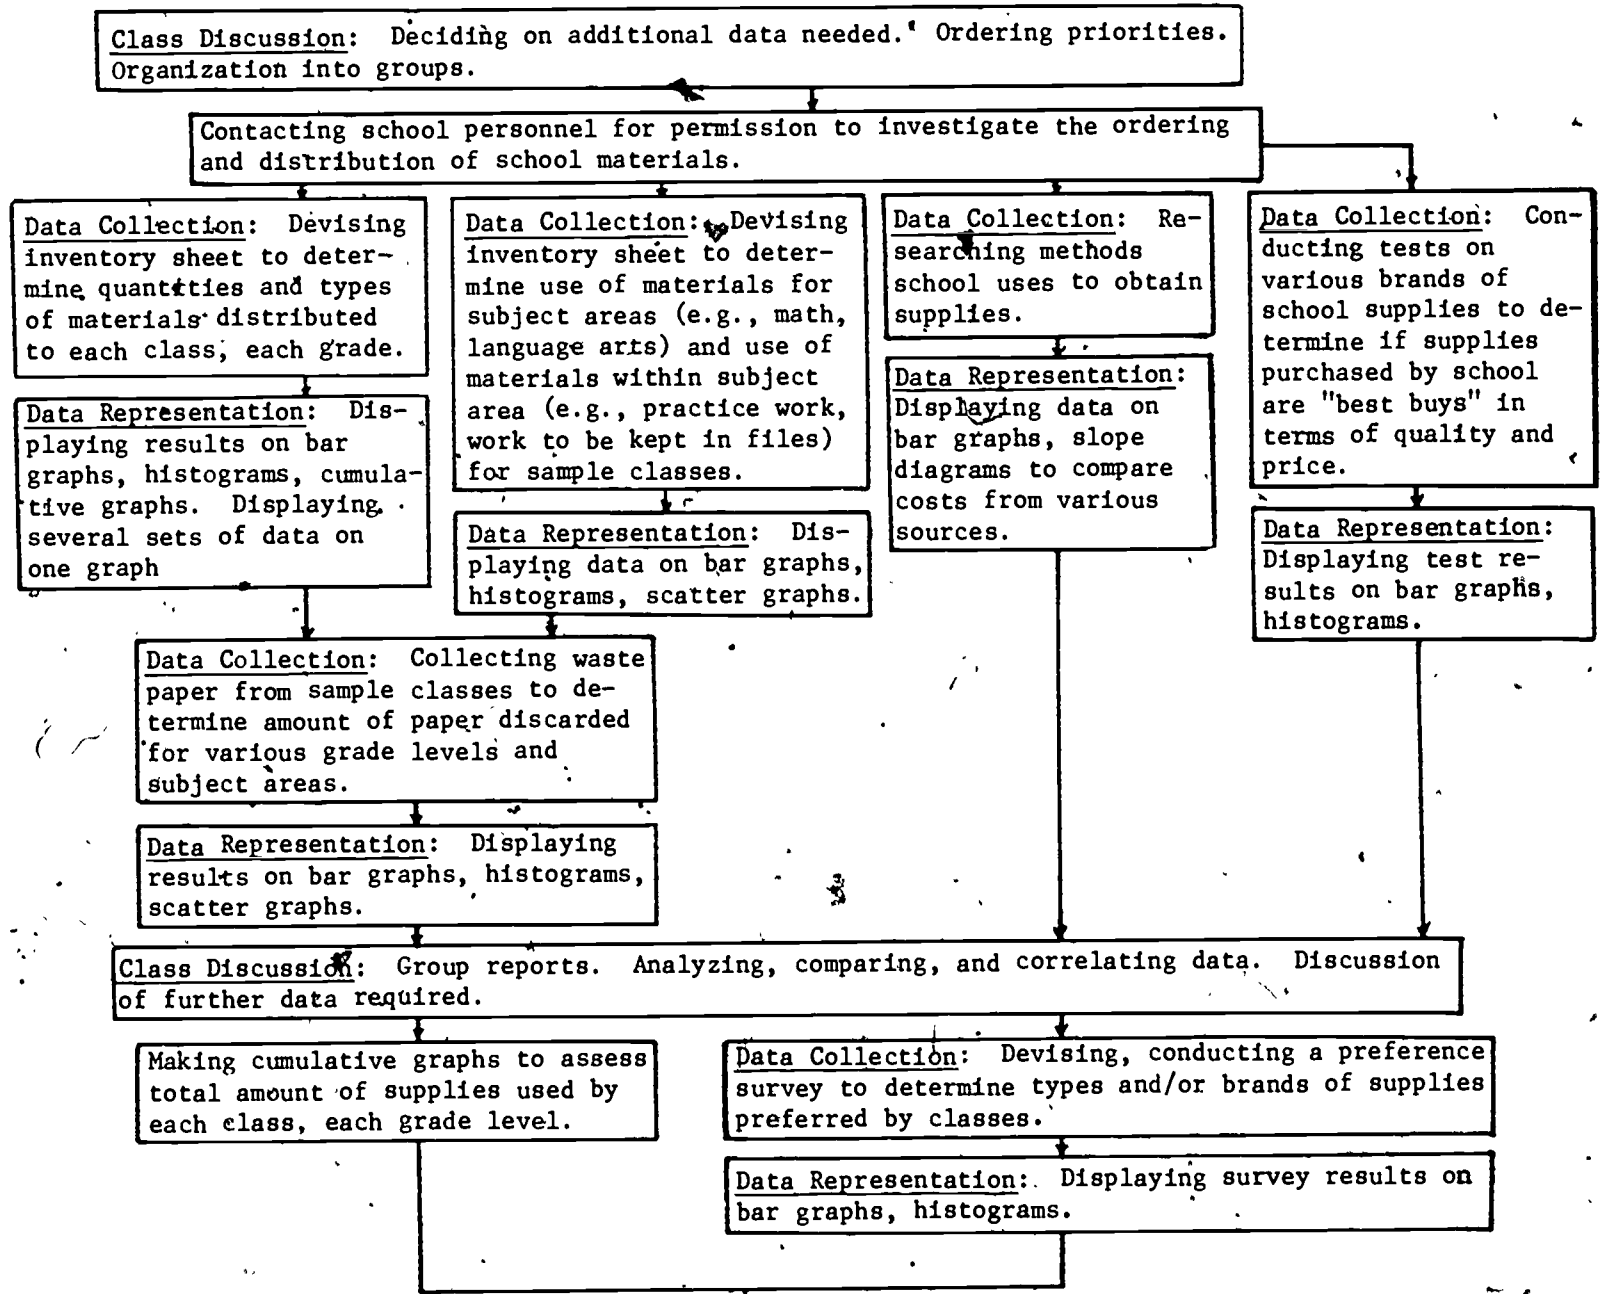 Class Discussion: Deciding on additional data needed. Ordering priorities.
Organization into groups.
Contacting school personnel for permission to investigate the ordering
and distribution of school materials.
Data Collection: Devising
inventory sheet to deter-
mine quantities and types
of materials distributed
to each class, each grade.
Data Representation: Dis-
playing results on bar
graphs, histograms, cumula-
tive graphs. Displaying
several sets of data on
one graph
Data Collection: Devising
inventory sheet to deter-
mine use of materials for
subject areas (e.g., math,
language arts) and use of
materials within subject
area (e.g., practice work,
work to be kept in files)
for sample classes.
Data Representation: Dis-
playing data on bar graphs,
histograms, scatter graphs.
Data Collection: Re-
searching methods
school uses to obtain
supplies.
Data Representation:
Displaying data on
bar graphs, slope
diagrams to compare
costs from various
sources.
Data Collection: Con-
ducting tests on
various brands of
school supplies to de-
termine if supplies
purchased by school
are "best buys" in
terms of quality and
price.
Data Representation:
Displaying test re-
sults on bar graphs,
histograms.
Data Collection: Collecting waste
paper from sample classes to de-
termine amount of paper discarded
for various grade levels and
subject areas.
Data Representation: Displaying
results on bar graphs, histograms,
scatter graphs.
Class Discussion: Group reports. Analyzing, comparing, and correlating data. Discussion
of further data required.
Making cumulative graphs to assess
total amount of supplies used by
each class, each grade level.
Data Collection: Devising, conducting a preference
survey to determine types and/or brands of supplies
preferred by classes.
Data Representation: Displaying survey results on
bar graphs, histograms.